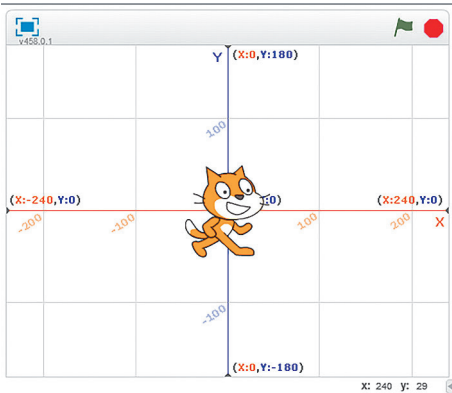 v458.0.1
Y (X:0,Y:180)
100
(X:-240,Y:0) :0) (X:240,Y:0)
-200 -100 100 200 X
-100
(X:0,Y:-180)
x: 240 y: 29